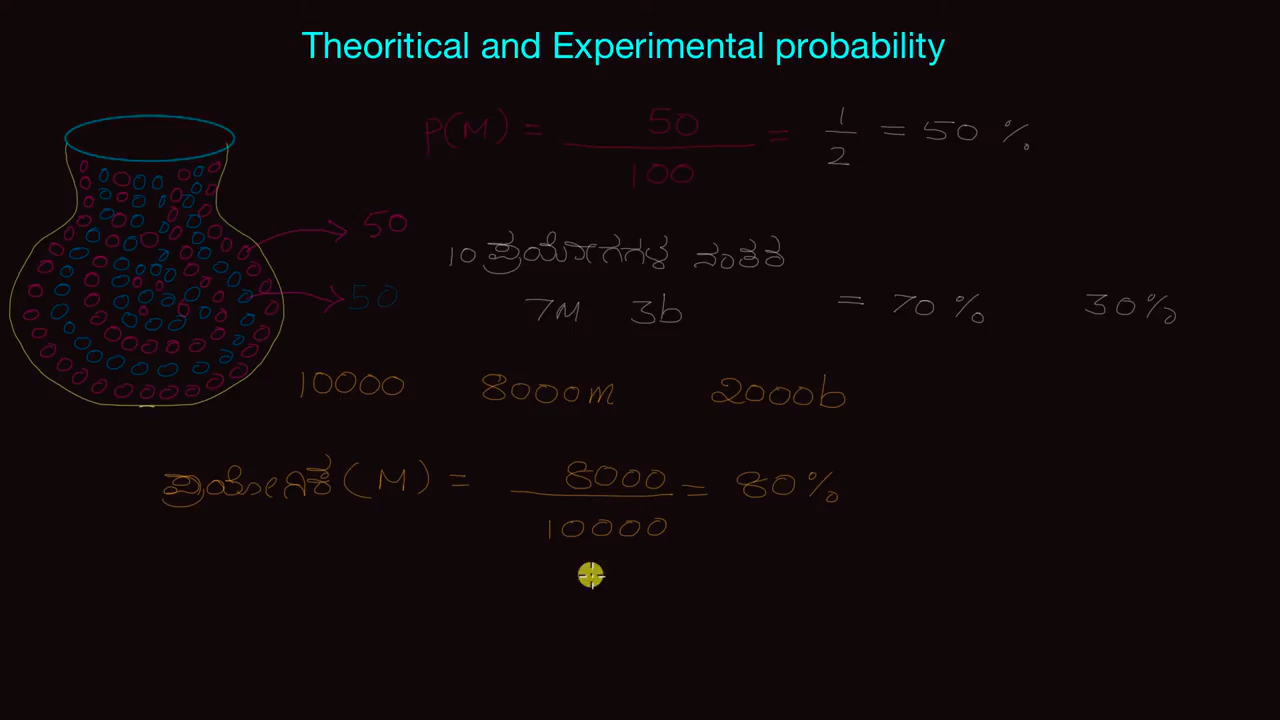 Theoritical and Experimental probability
P(M) = 50/100 = 1/2 = 50 %
50
10 ಪ್ರಯೋಗಗಳ ನಂತರ
50
7M 3b = 70% 30%
10000 8000m 2000b
ಪ್ರಾಯೋಗಿಕ (M) = 8000/10000 = 80%